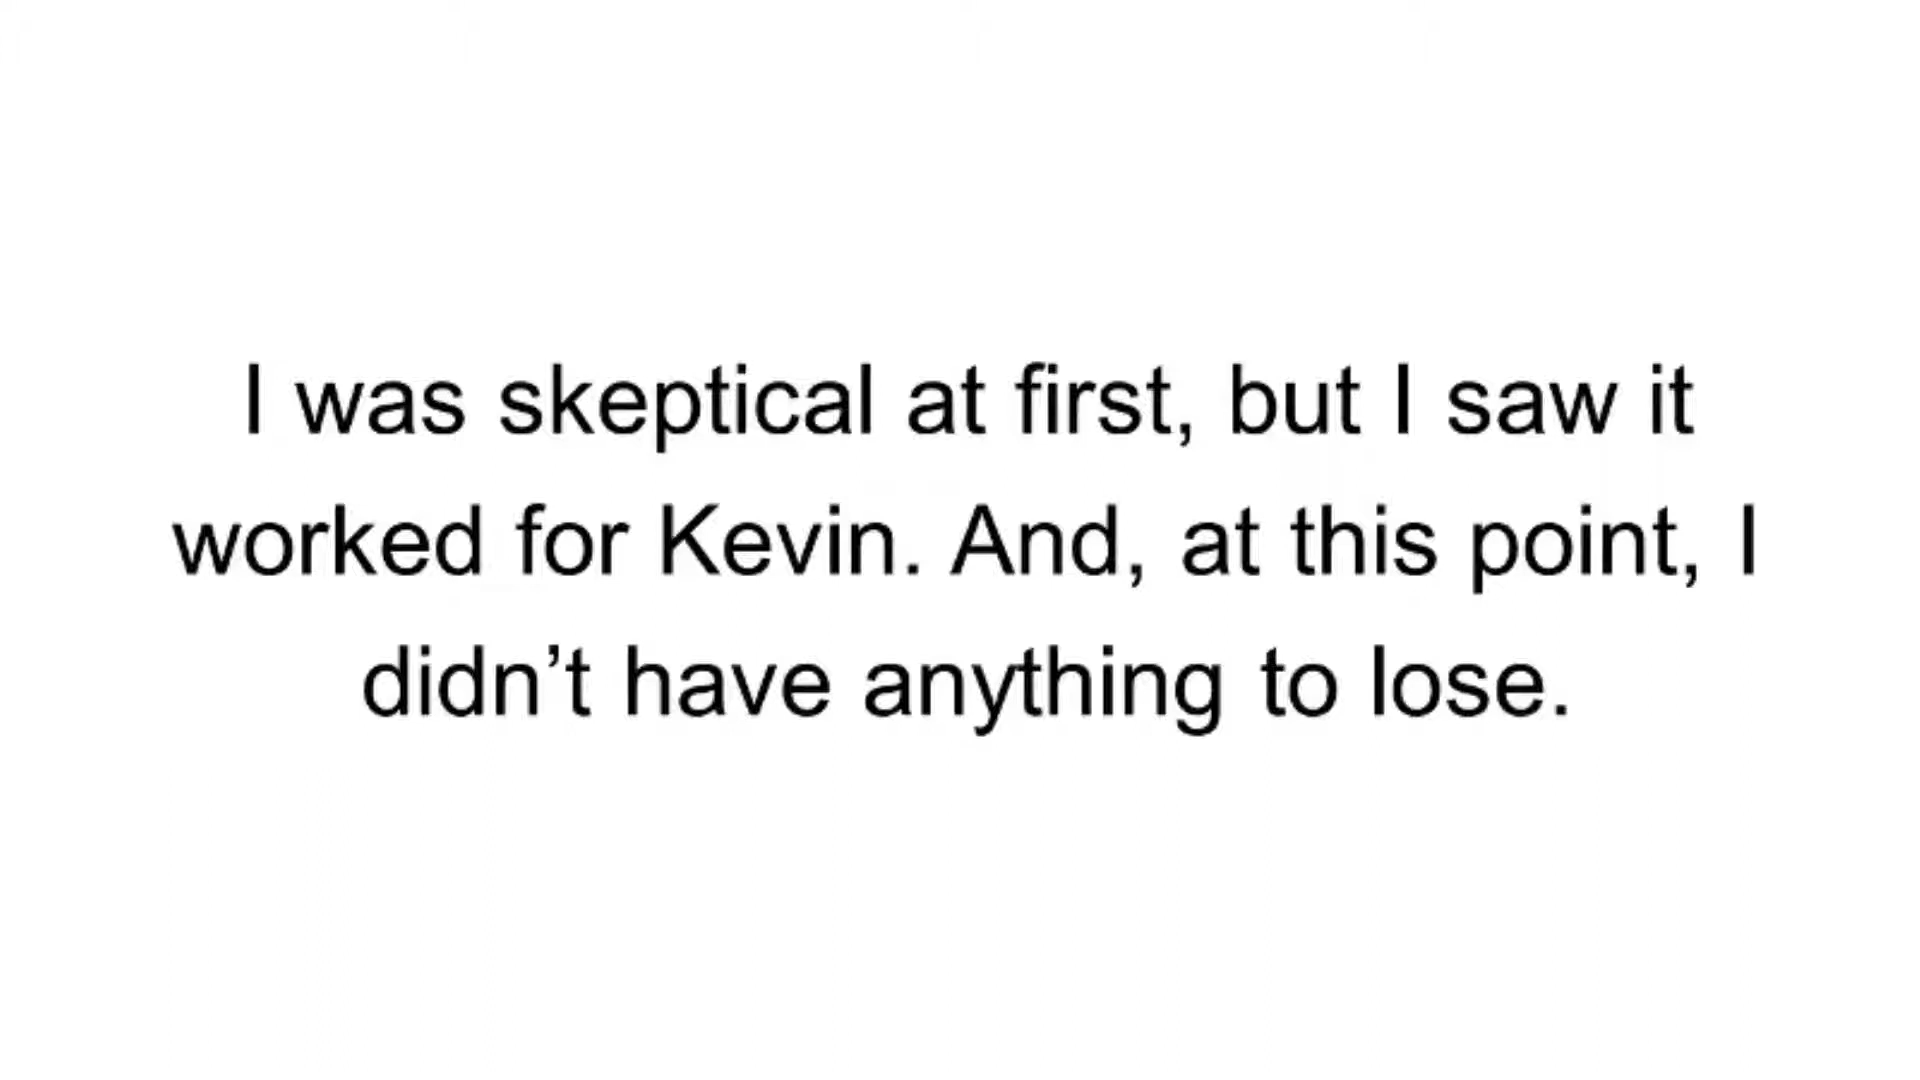 I was skeptical at first, but I saw it
worked for Kevin. And, at this point, I
didn’t have anything to lose.